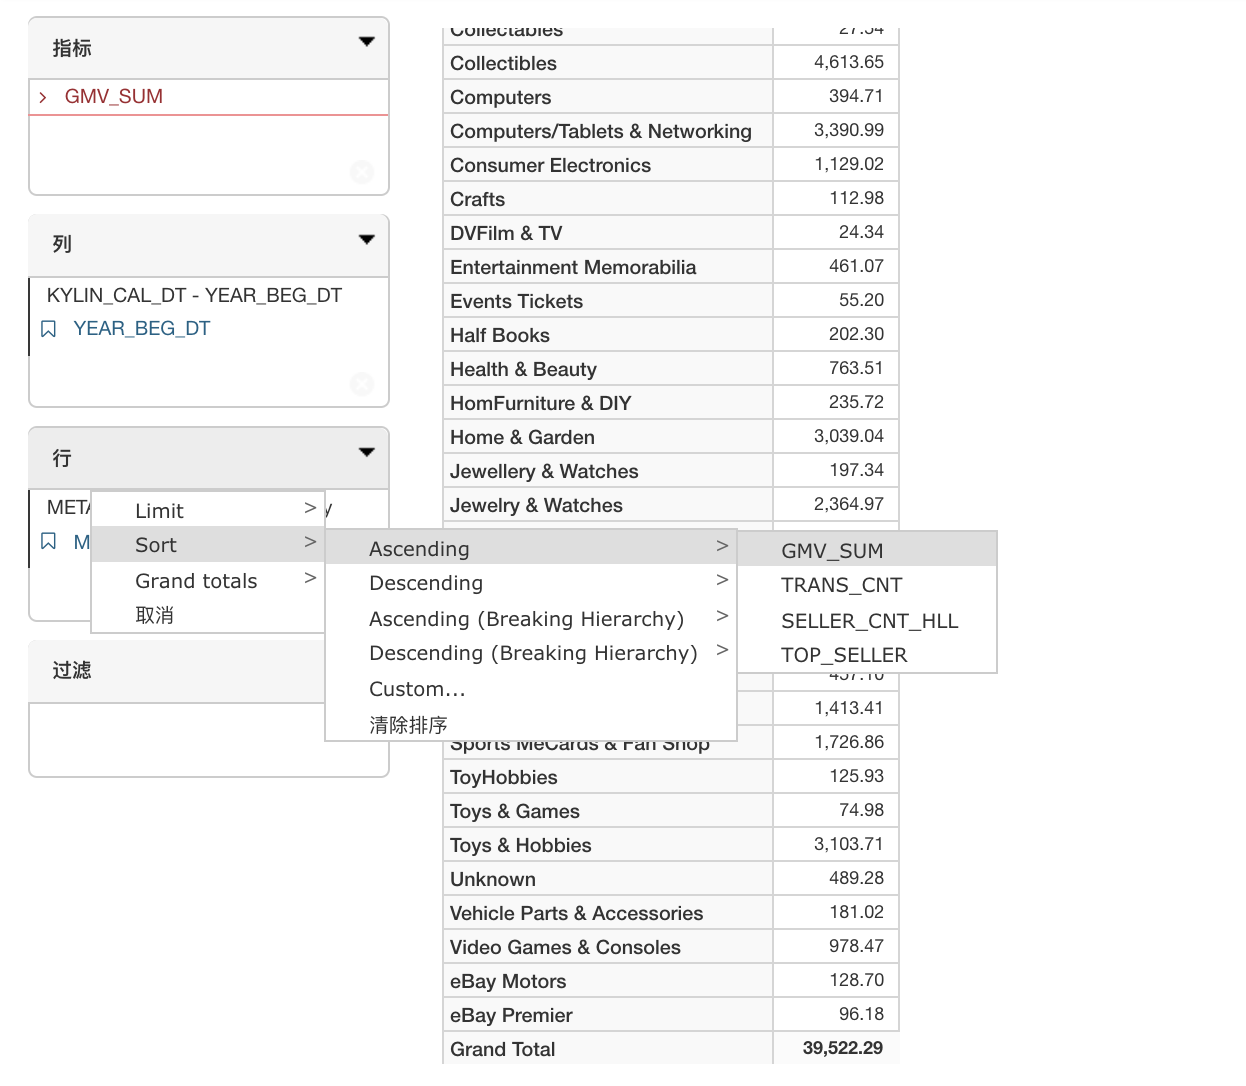 指标
GMV_SUM
列
KYLIN_CAL_DT - YEAR_BEG_DT
YEAR_BEG_DT
行
META
M
Limit >
Sort >
Grand totals >
取消
Ascending >
Descending >
Ascending (Breaking Hierarchy) >
Descending (Breaking Hierarchy) >
Custom...
清除排序
GMV_SUM
TRANS_CNT
SELLER_CNT_HLL
TOP_SELLER
过滤
Collectables 27.54
Collectibles 4,613.65
Computers 394.71
Computers/Tablets & Networking 3,390.99
Consumer Electronics 1,129.02
Crafts 112.98
DVFilm & TV 24.34
Entertainment Memorabilia 461.07
Events Tickets 55.20
Half Books 202.30
Health & Beauty 763.51
HomFurniture & DIY 235.72
Home & Garden 3,039.04
Jewellery & Watches 197.34
Jewelry & Watches 2,364.97
457.10
1,413.41
Sports MeCards & Fan Shop 1,726.86
ToyHobbies 125.93
Toys & Games 74.98
Toys & Hobbies 3,103.71
Unknown 489.28
Vehicle Parts & Accessories 181.02
Video Games & Consoles 978.47
eBay Motors 128.70
eBay Premier 96.18
Grand Total 39,522.29